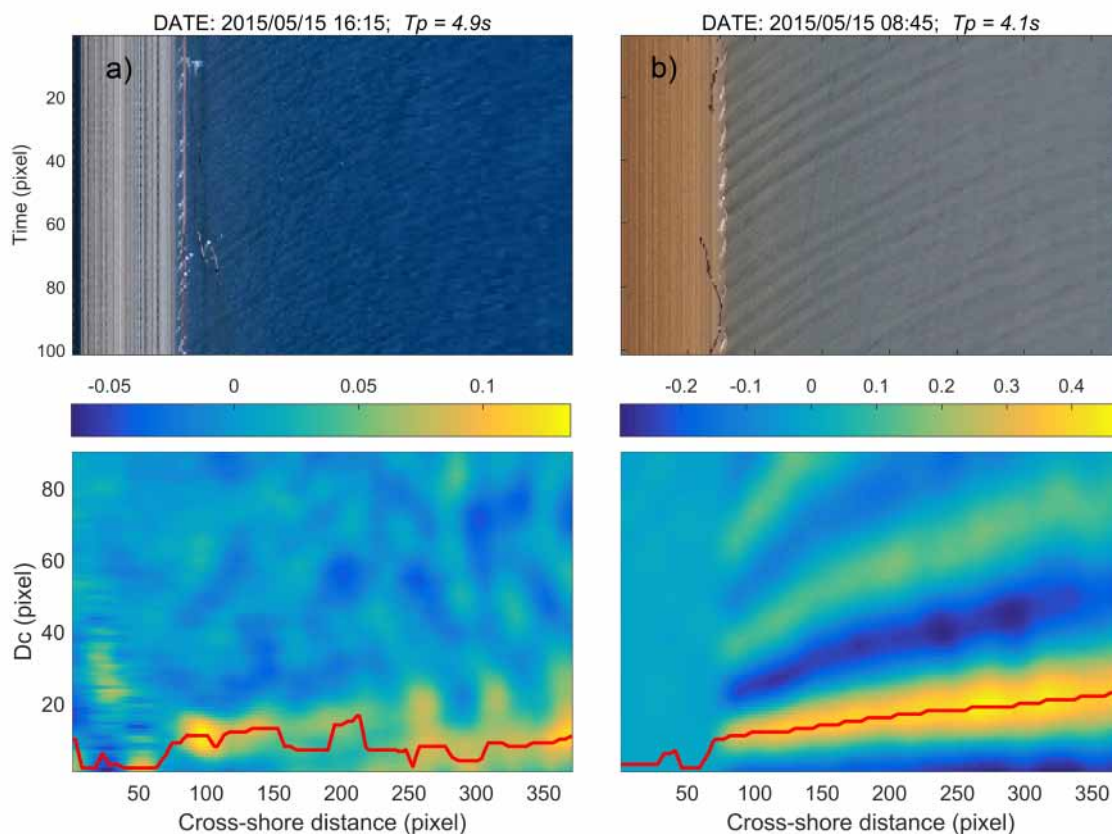 DATE: 2015/05/15 16:15; Tp = 4.9s
DATE: 2015/05/15 08:45; Tp = 4.1s
a)
b)
Time (pixel)
20
40
60
80
100
-0.05 0 0.05 0.1
-0.2 -0.1 0 0.1 0.2 0.3 0.4
Dc (pixel)
80
60
40
20
50 100 150 200 250 300 350
50 100 150 200 250 300 350
Cross-shore distance (pixel)
Cross-shore distance (pixel)